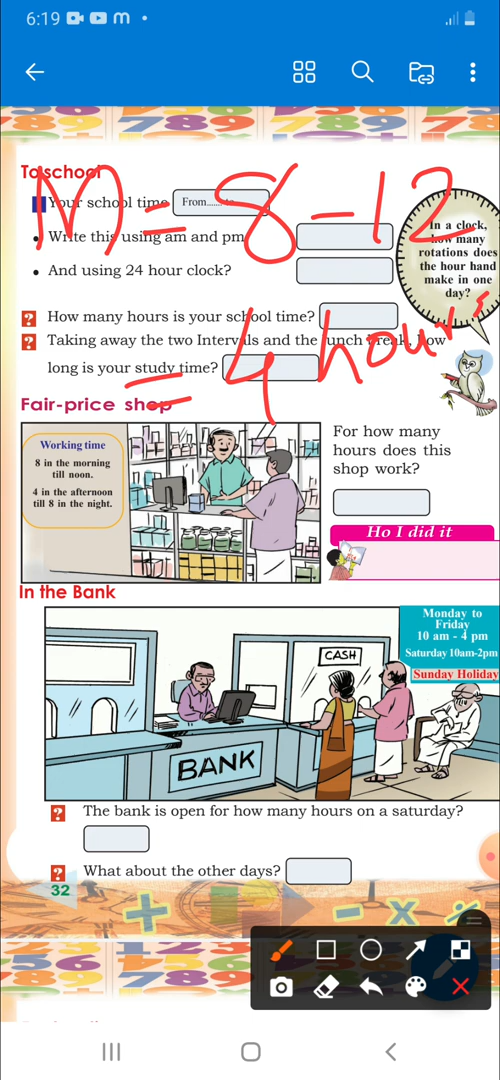 6:19
To school
Your school time From.......to
Write this using am and pm
And using 24 hour clock?
In a clock,
how many
rotations does
the hour hand
make in one
day?
M = 8 - 12
= 4 hours
? How many hours is your school time?
? Taking away the two Intervals and the lunch break, how
long is your study time?
Fair-price shop
Working time
8 in the morning
till noon.
4 in the afternoon
till 8 in the night.
For how many
hours does this
shop work?
Ho I did it
In the Bank
Monday to
Friday
10 am - 4 pm
Saturday 10am-2pm
Sunday Holiday
CASH
BANK
? The bank is open for how many hours on a saturday?
? What about the other days?
32